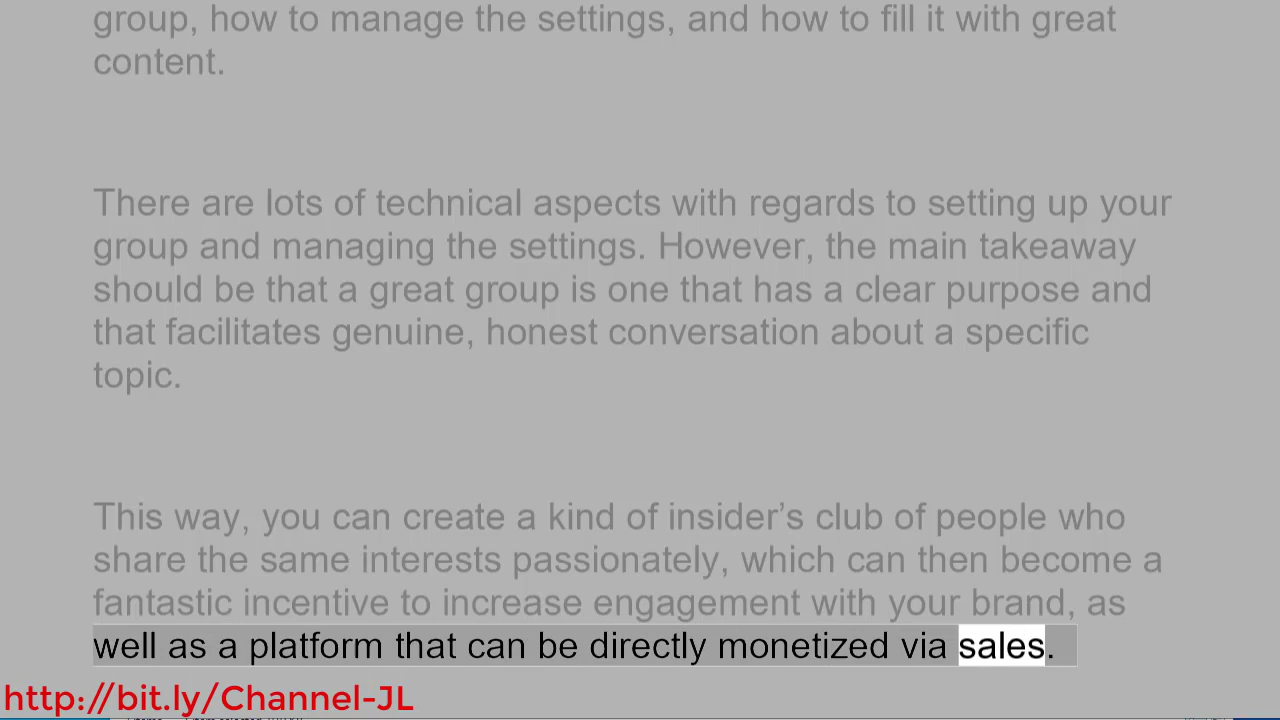 group, how to manage the settings, and how to fill it with great
content.
There are lots of technical aspects with regards to setting up your
group and managing the settings. However, the main takeaway
should be that a great group is one that has a clear purpose and
that facilitates genuine, honest conversation about a specific
topic.
This way, you can create a kind of insider’s club of people who
share the same interests passionately, which can then become a
fantastic incentive to increase engagement with your brand, as
well as a platform that can be directly monetized via sales.
http://bit.ly/Channel-JL